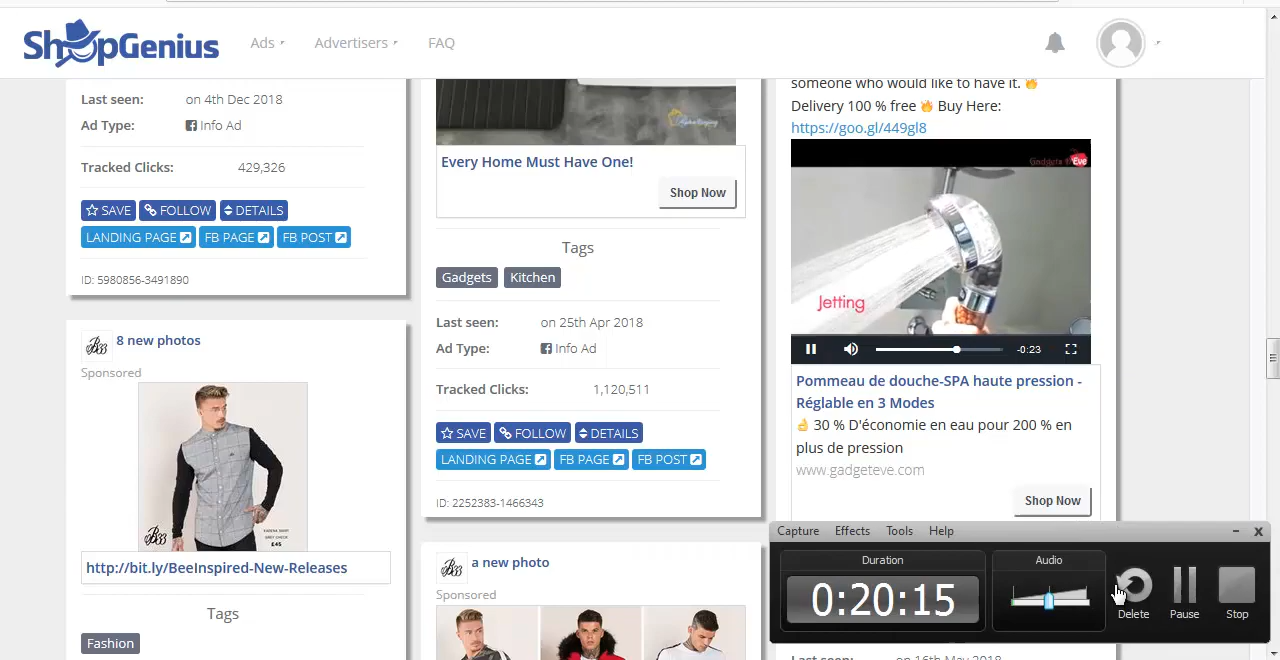 ShopGenius
Ads
Advertisers
FAQ
Last seen: on 4th Dec 2018
Ad Type: Info Ad
Tracked Clicks: 429,326
SAVE FOLLOW DETAILS
LANDING PAGE FB PAGE FB POST
ID: 5980856-3491890
8 new photos
Sponsored
£45
http://bit.ly/BeeInspired-New-Releases
Tags
Fashion
Every Home Must Have One!
Shop Now
Tags
Gadgets Kitchen
Last seen: on 25th Apr 2018
Ad Type: Info Ad
Tracked Clicks: 1,120,511
SAVE FOLLOW DETAILS
LANDING PAGE FB PAGE FB POST
ID: 2252383-1466343
a new photo
Sponsored
someone who would like to have it. 🔥
Delivery 100 % free 🔥 Buy Here:
https://goo.gl/449gl8
Jetting
-0:23
Pommeau de douche-SPA haute pression -
Réglable en 3 Modes
👌 30 % D'économie en eau pour 200 % en
plus de pression
www.gadgeteve.com
Shop Now
Capture Effects Tools Help
Duration
0:20:15
Audio
Delete Pause Stop
on 16th May 2018